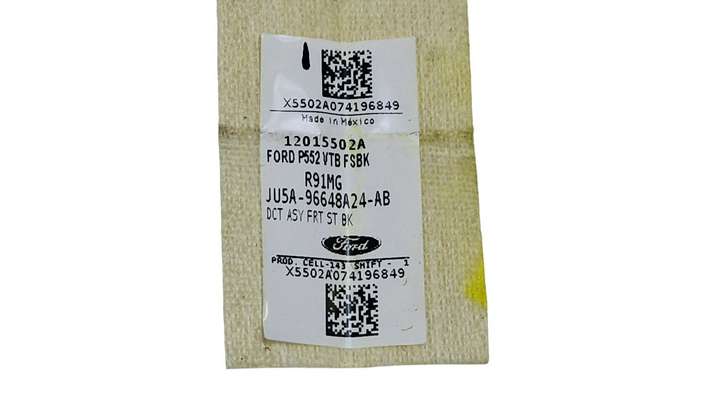 X5502A074196849
Made in México
12015502A
FORD P552 VTB FSBK
R91MG
JU5A-96648A24-AB
DCT ASY FRT ST BK
Ford
PROD. CELL-143 SHIFT - 1
X5502A074196849